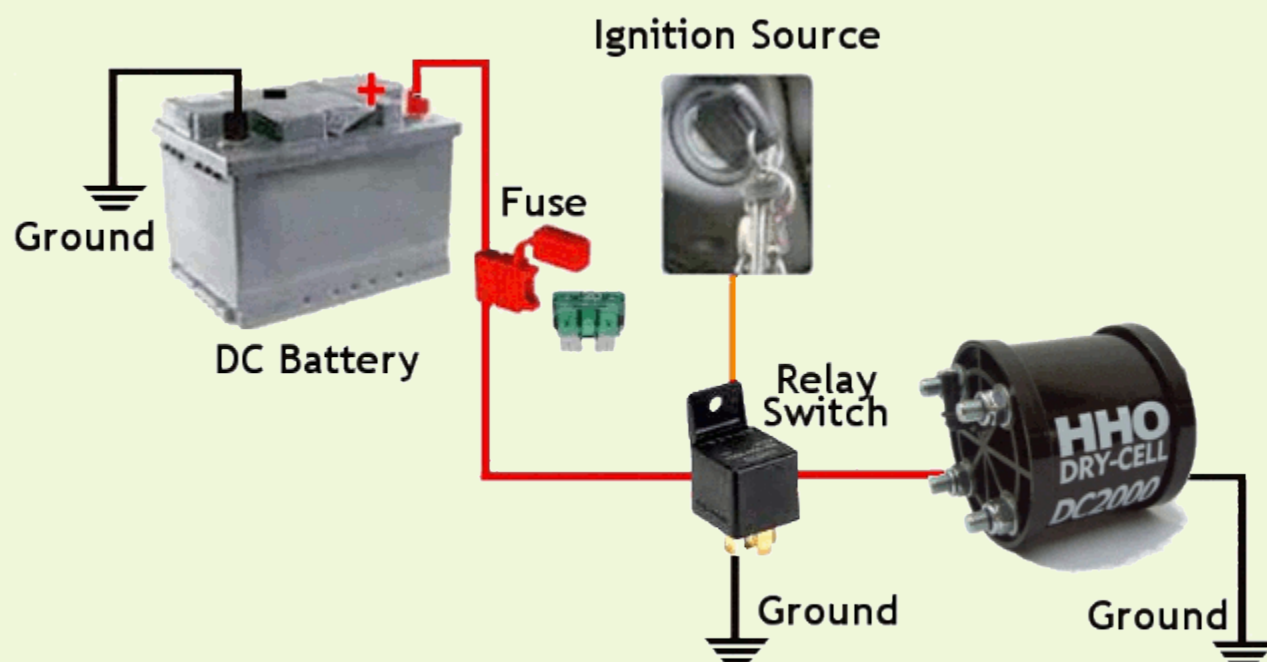 Ignition Source
Ground
DC Battery
Fuse
Relay
Switch
HHO
DRY-CELL
DC2000
Ground
Ground